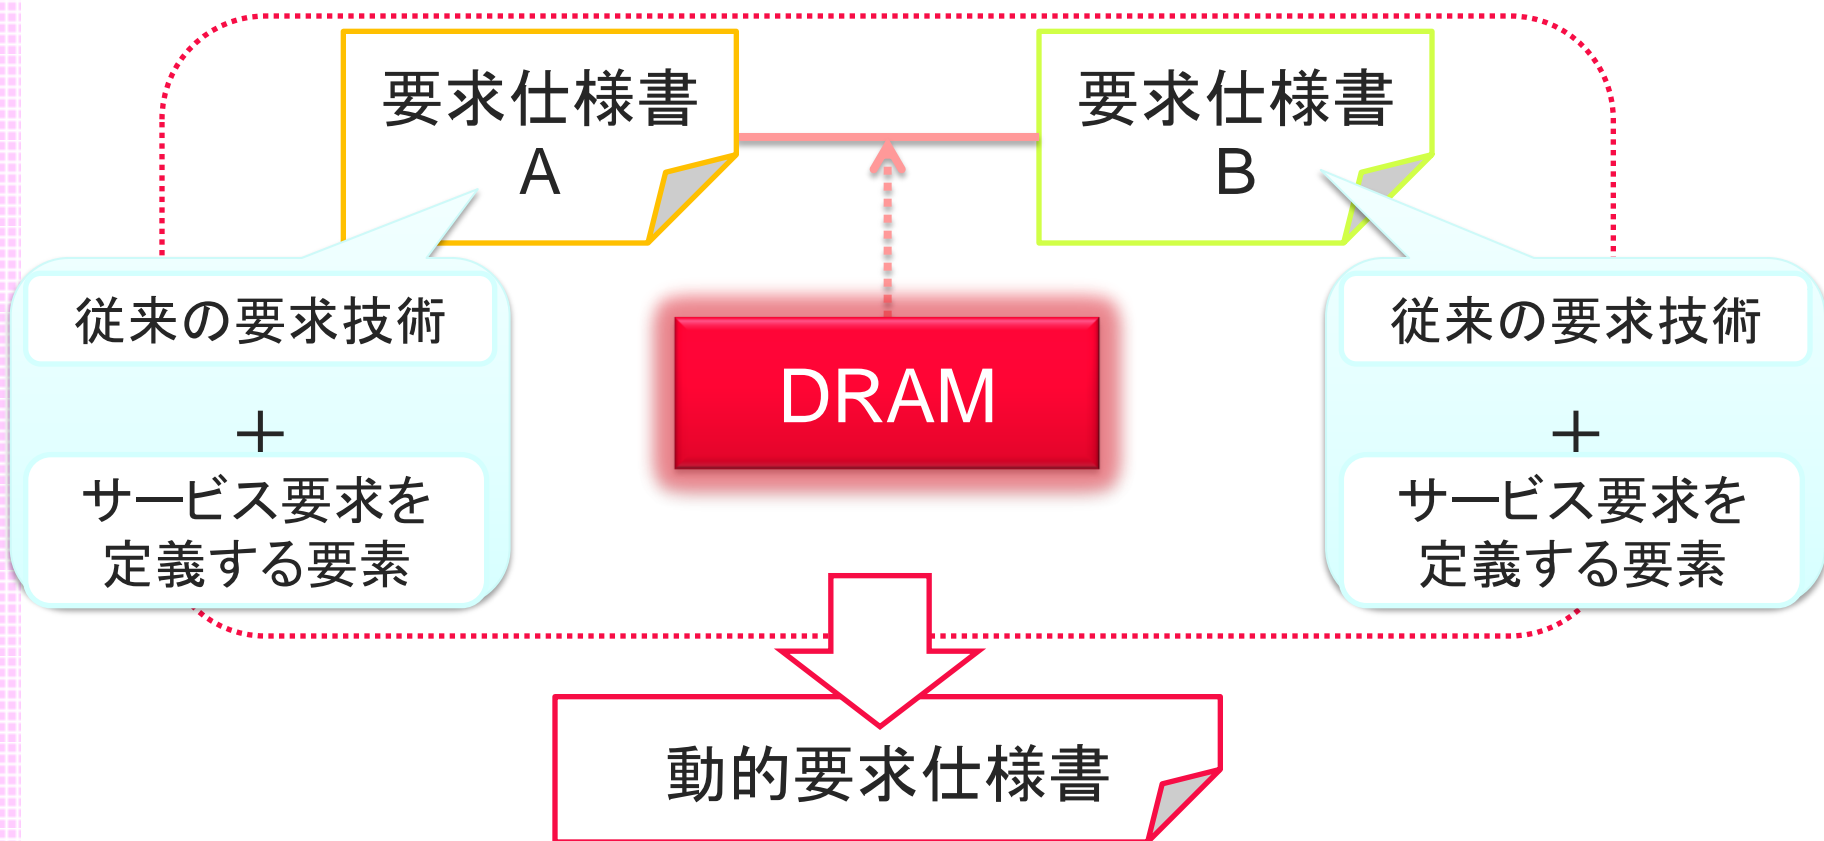 要求仕様書
A
要求仕様書
B
従来の要求技術
＋
サービス要求を
定義する要素
DRAM
従来の要求技術
＋
サービス要求を
定義する要素
動的要求仕様書